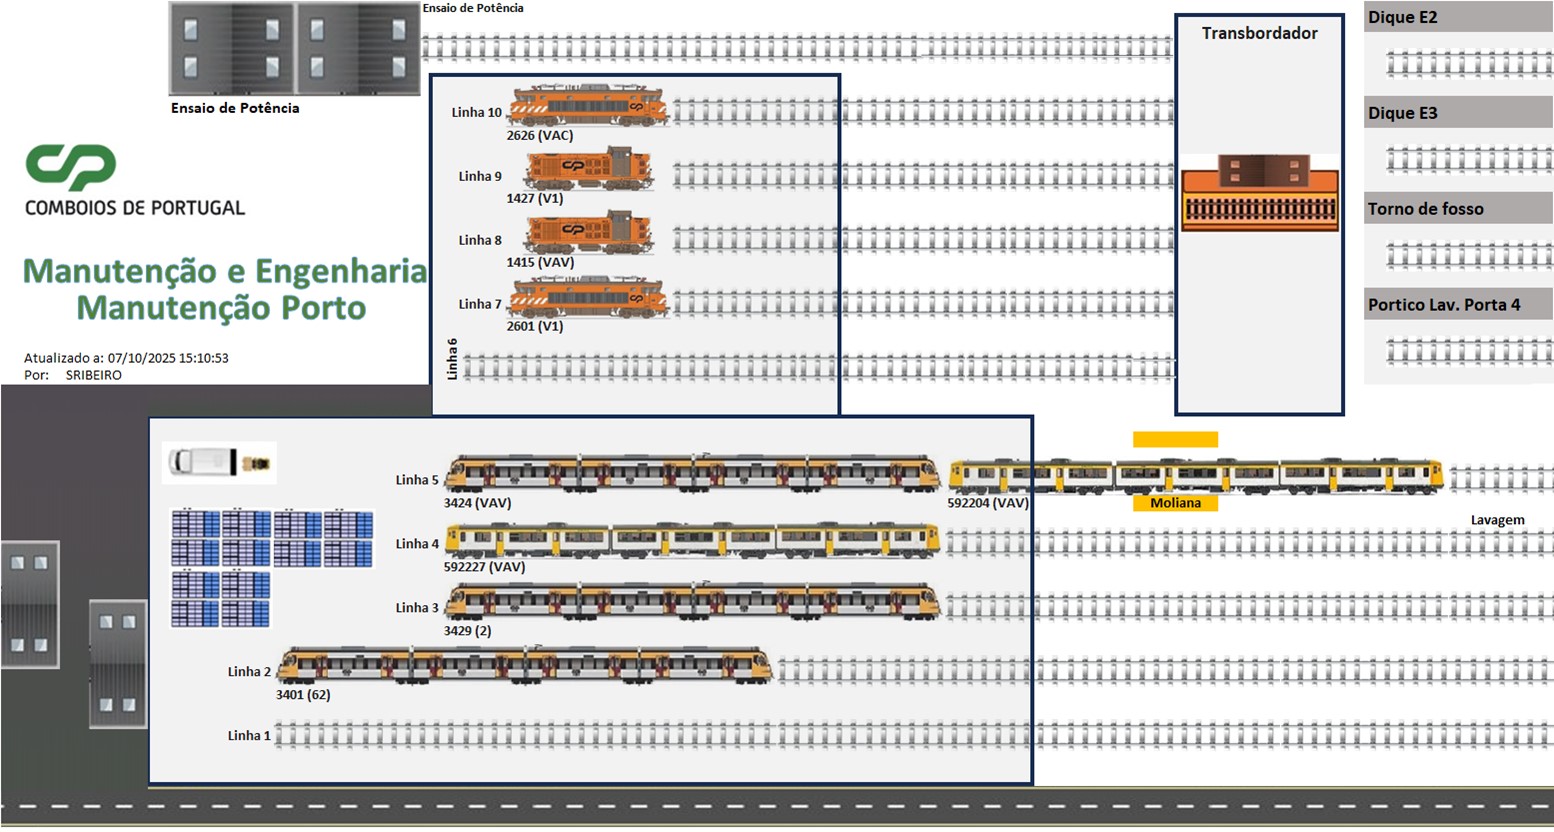 Ensaio de Potência
Ensaio de Potência
Transbordador
Dique E2
Dique E3
Torno de fosso
Portico Lav. Porta 4
CP
COMBOIOS DE PORTUGAL
Manutenção e Engenharia
Manutenção Porto
Atualizado a: 07/10/2025 15:10:53
Por: SRIBEIRO
Linha 10
2626 (VAC)
Linha 9
1427 (V1)
Linha 8
1415 (VAV)
Linha 7
2601 (V1)
Linha6
Linha 5
3424 (VAV)
592204 (VAV)
Moliana
Lavagem
Linha 4
592227 (VAV)
Linha 3
3429 (2)
Linha 2
3401 (62)
Linha 1